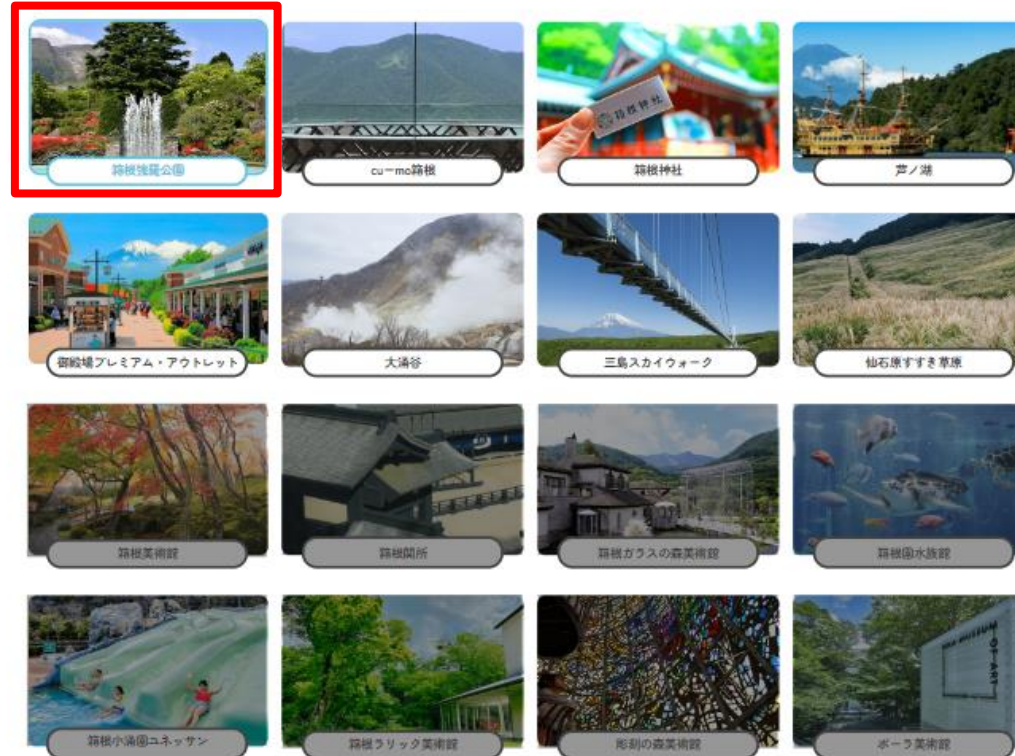 箱根強羅公園
cu－mo箱根
箱根神社
箱根神社
芦ノ湖
御殿場プレミアム・アウトレット
大涌谷
三島スカイウォーク
仙石原すすき草原
箱根美術館
箱根関所
箱根ガラスの森美術館
箱根園水族館
箱根小涌園ユネッサン
箱根ラリック美術館
彫刻の森美術館
ポーラ美術館